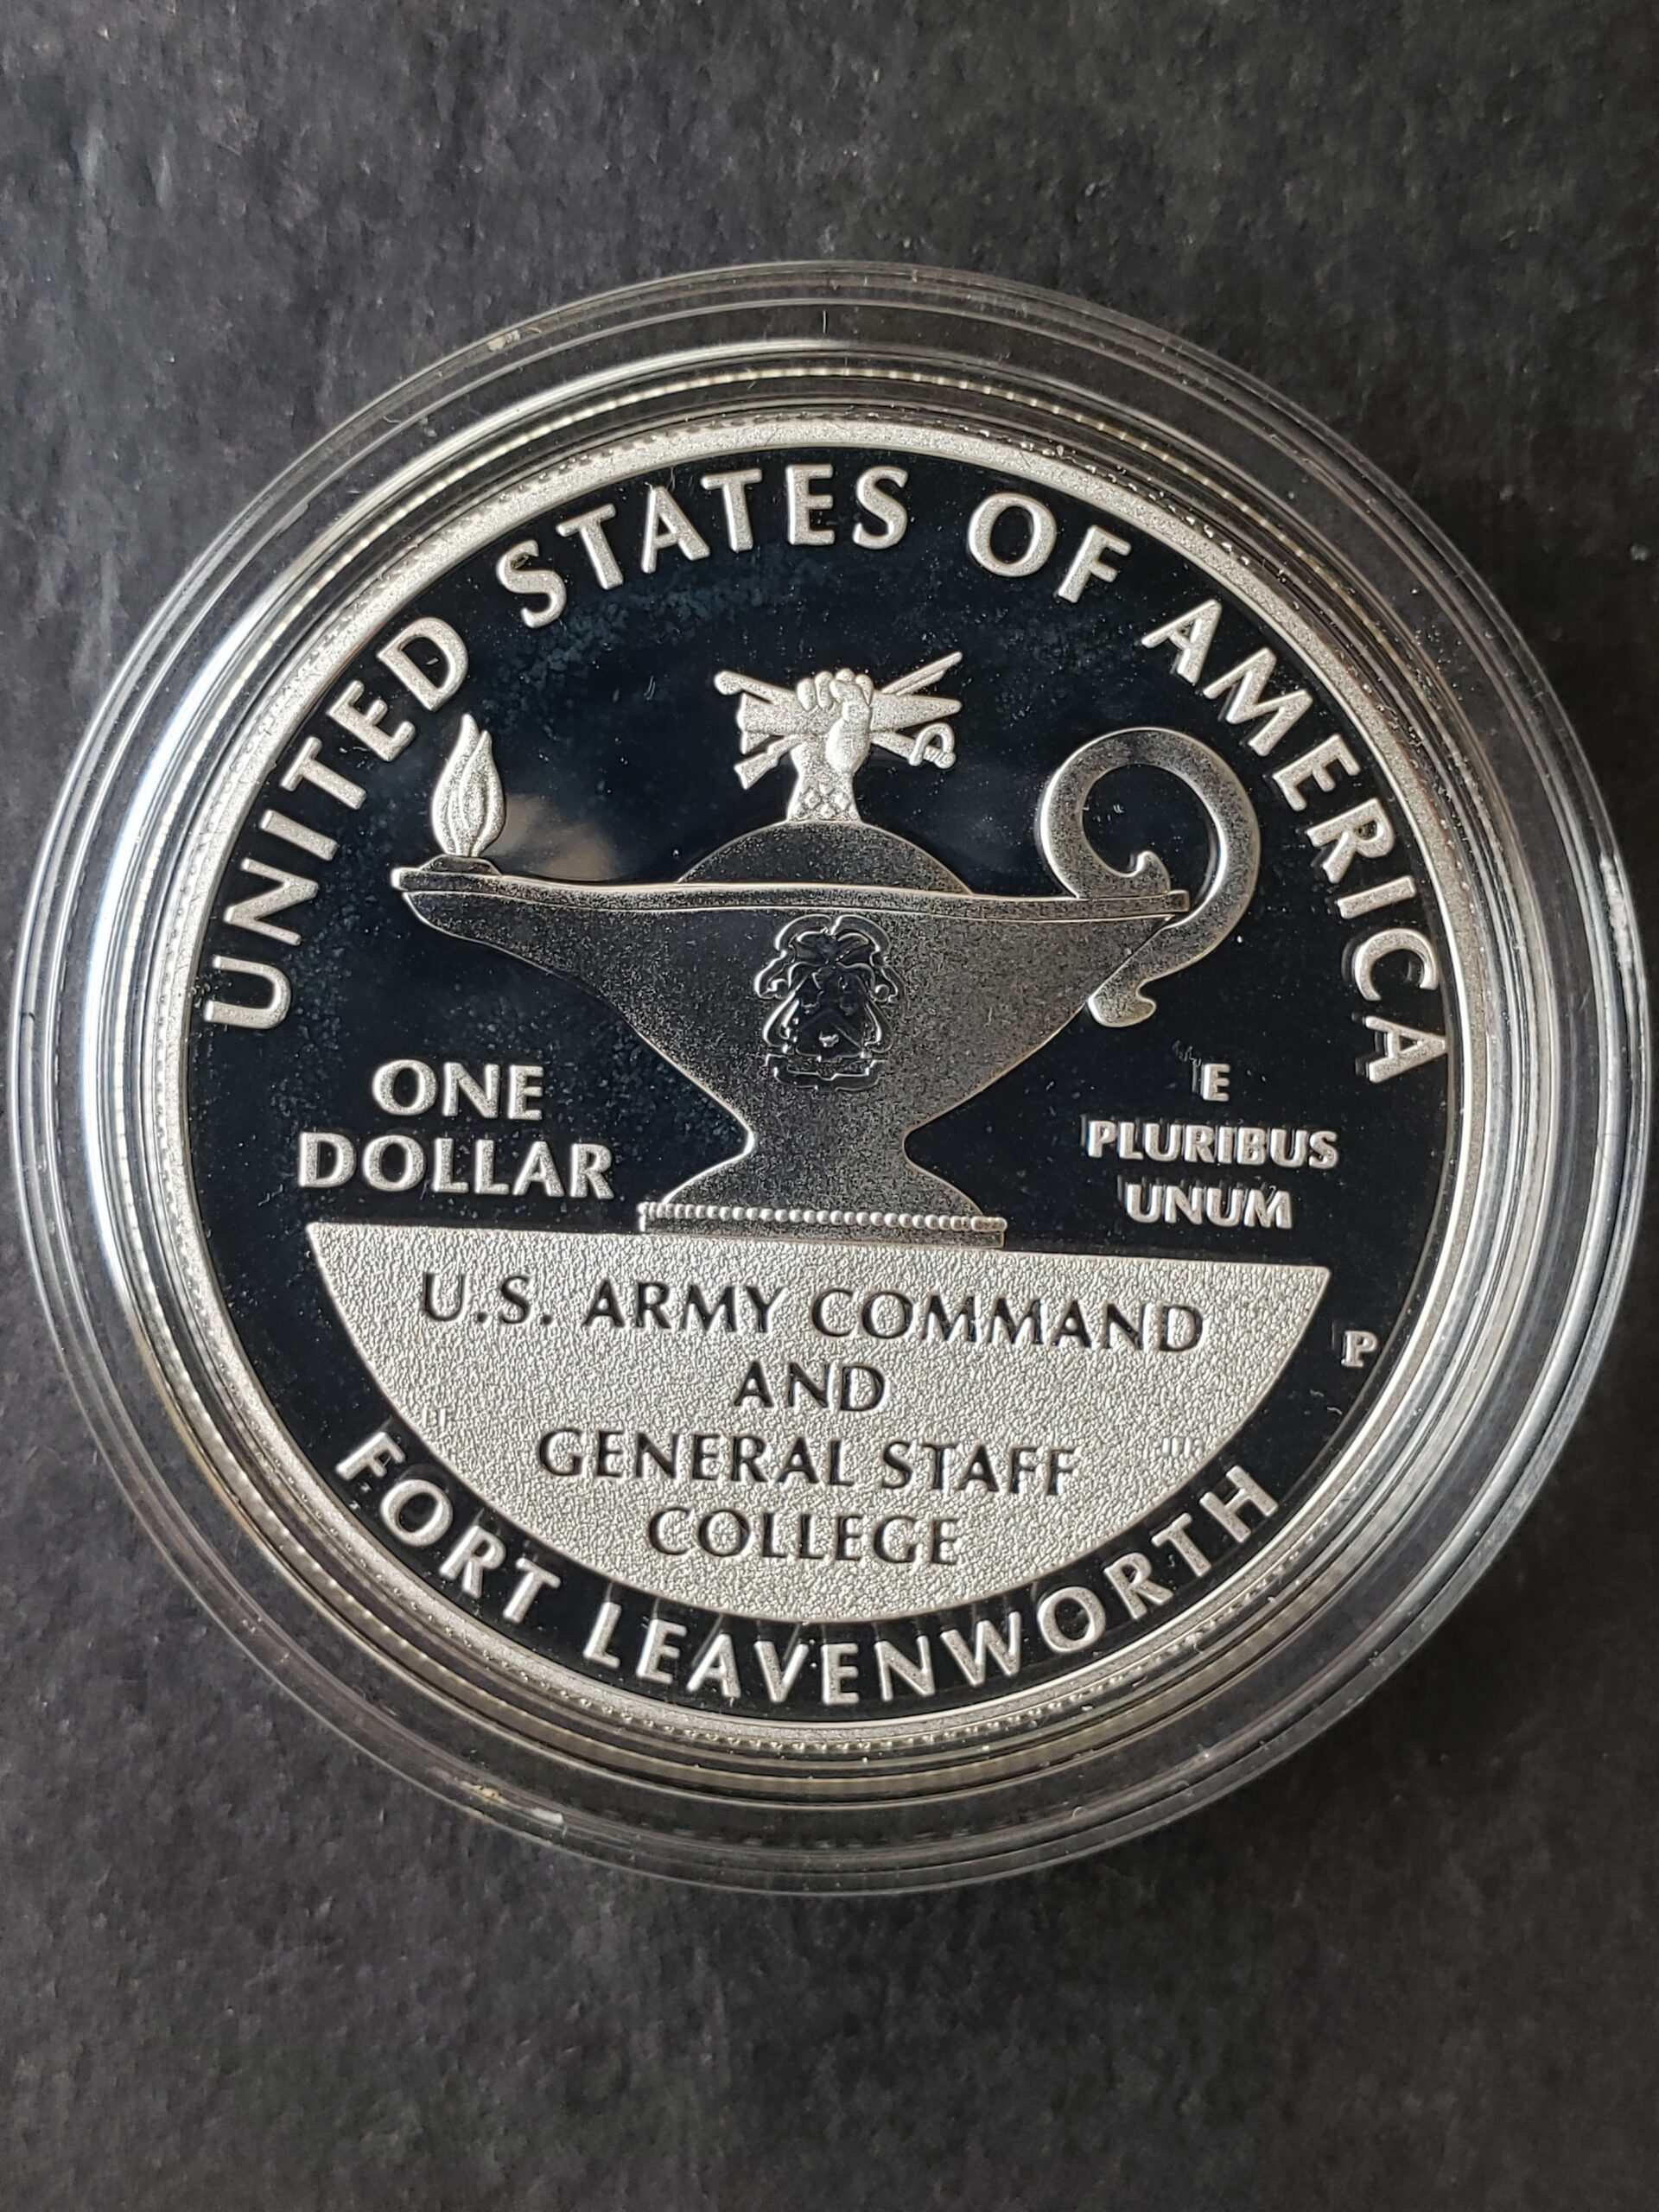 UNITED STATES OF AMERICA
ONE
DOLLAR
E
PLURIBUS
UNUM
P
U.S. ARMY COMMAND
AND
GENERAL STAFF
COLLEGE
FORT LEAVENWORTH